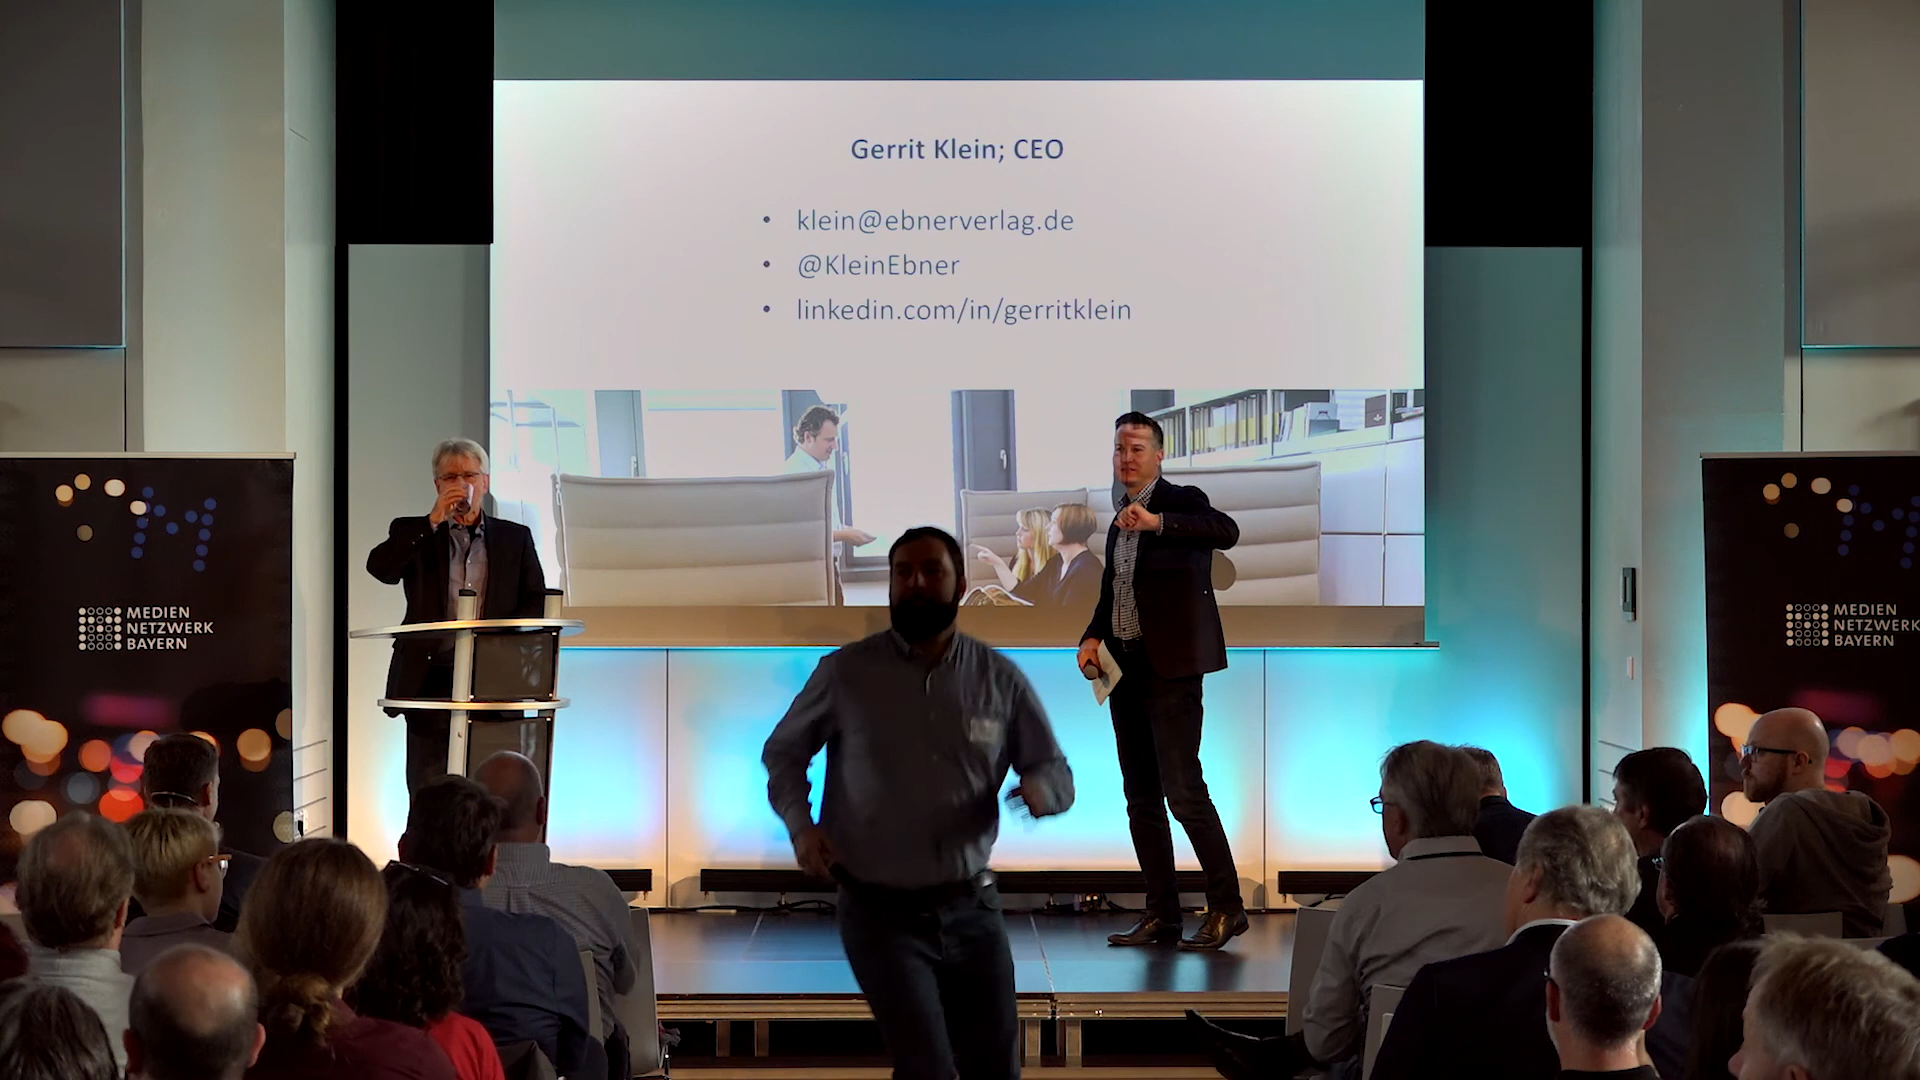 Gerrit Klein; CEO
• klein@ebnerverlag.de
• @KleinEbner
• linkedin.com/in/gerritklein
MEDIEN
NETZWERK
BAYERN
MEDIEN
NETZWERK
BAYERN